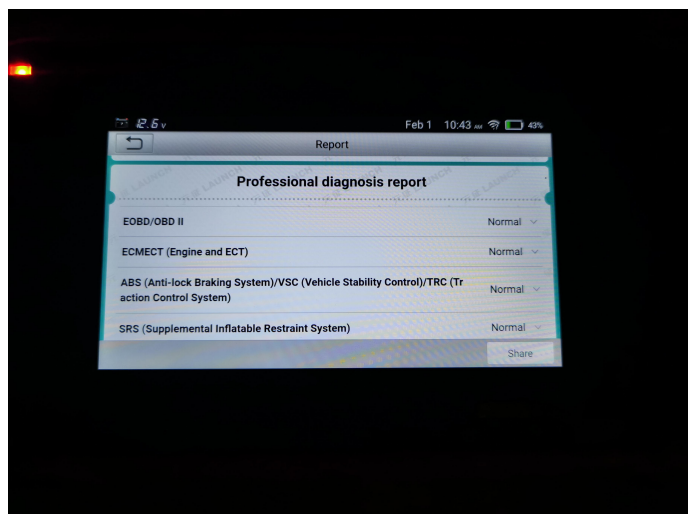 12.6 v Feb 1 10:43 AM 43%
Report
Professional diagnosis report
EOBD/OBD II Normal
ECMECT (Engine and ECT) Normal
ABS (Anti-lock Braking System)/VSC (Vehicle Stability Control)/TRC (Tr
action Control System) Normal
SRS (Supplemental Inflatable Restraint System) Normal
Share